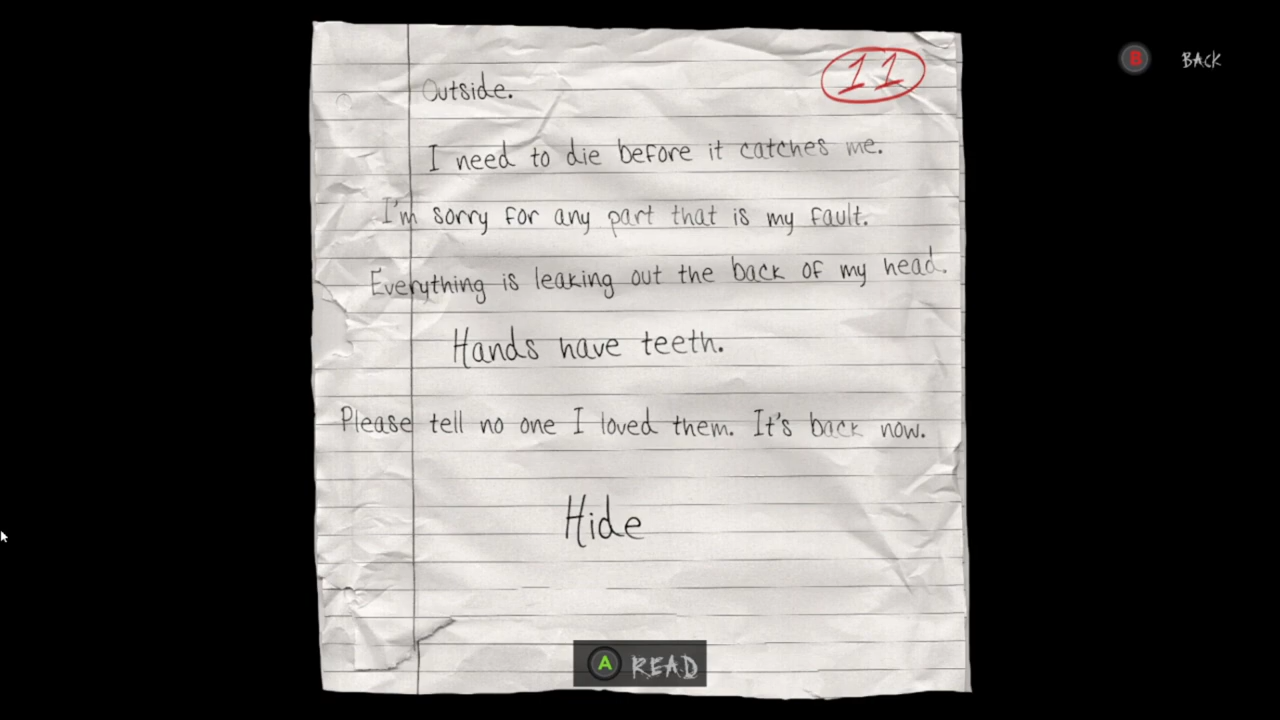 11
B BACK
Outside.
I need to die before it catches me.
I'm sorry for any part that is my fault.
Everything is leaking out the back of my head.
Hands have teeth.
Please tell no one I loved them. It's back now.
Hide
A READ